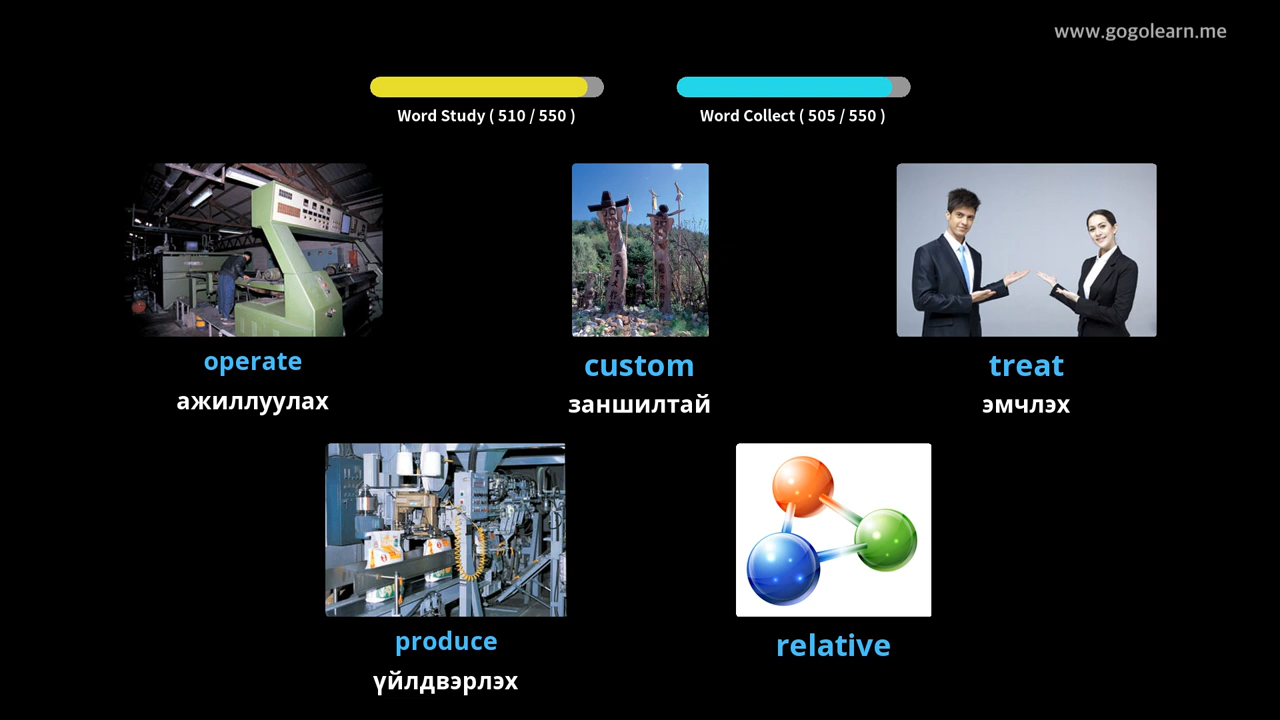 www.gogolearn.me
Word Study ( 510 / 550 )
Word Collect ( 505 / 550 )
operate
ажиллуулах
custom
заншилтай
treat
эмчлэх
produce
үйлдвэрлэх
relative